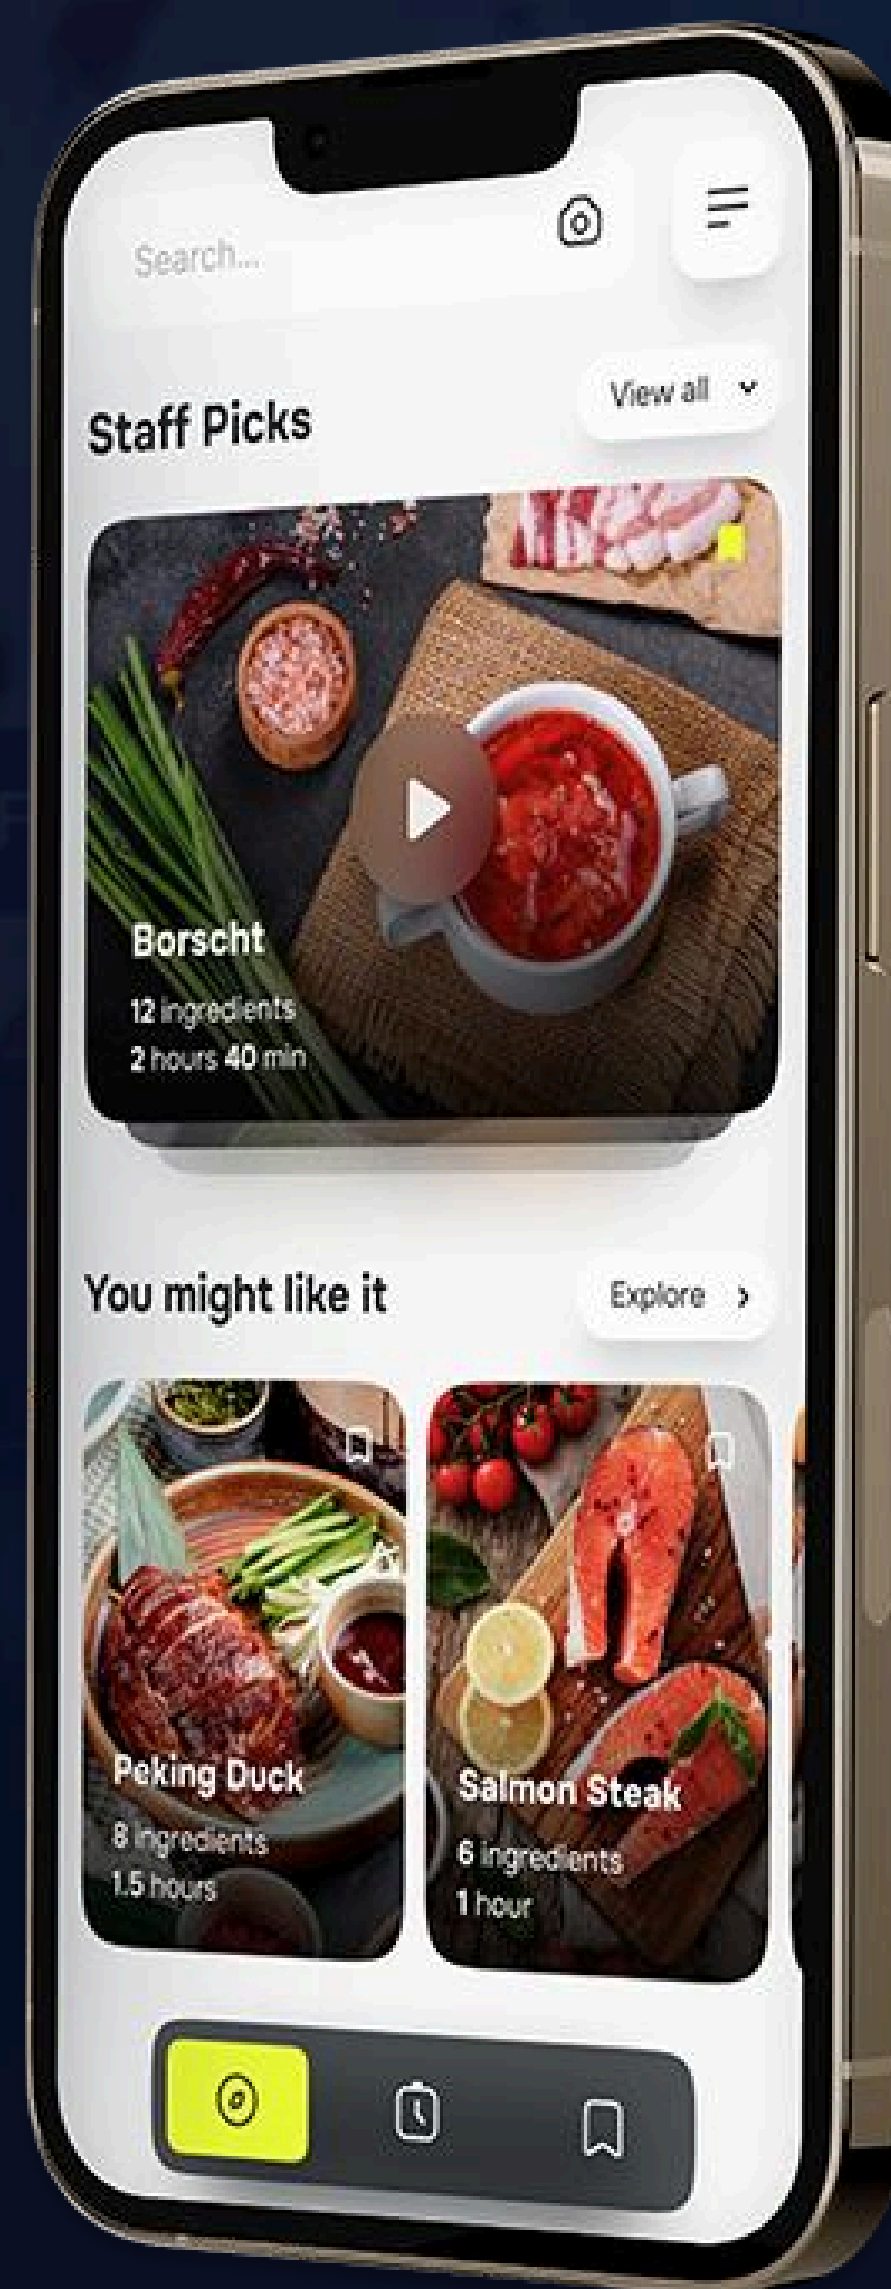 Search...
View all
Staff Picks
Borscht
12 ingredients
2 hours 40 min
You might like it
Explore
Peking Duck
8 ingredients
1.5 hours
Salmon Steak
6 ingredients
1 hour